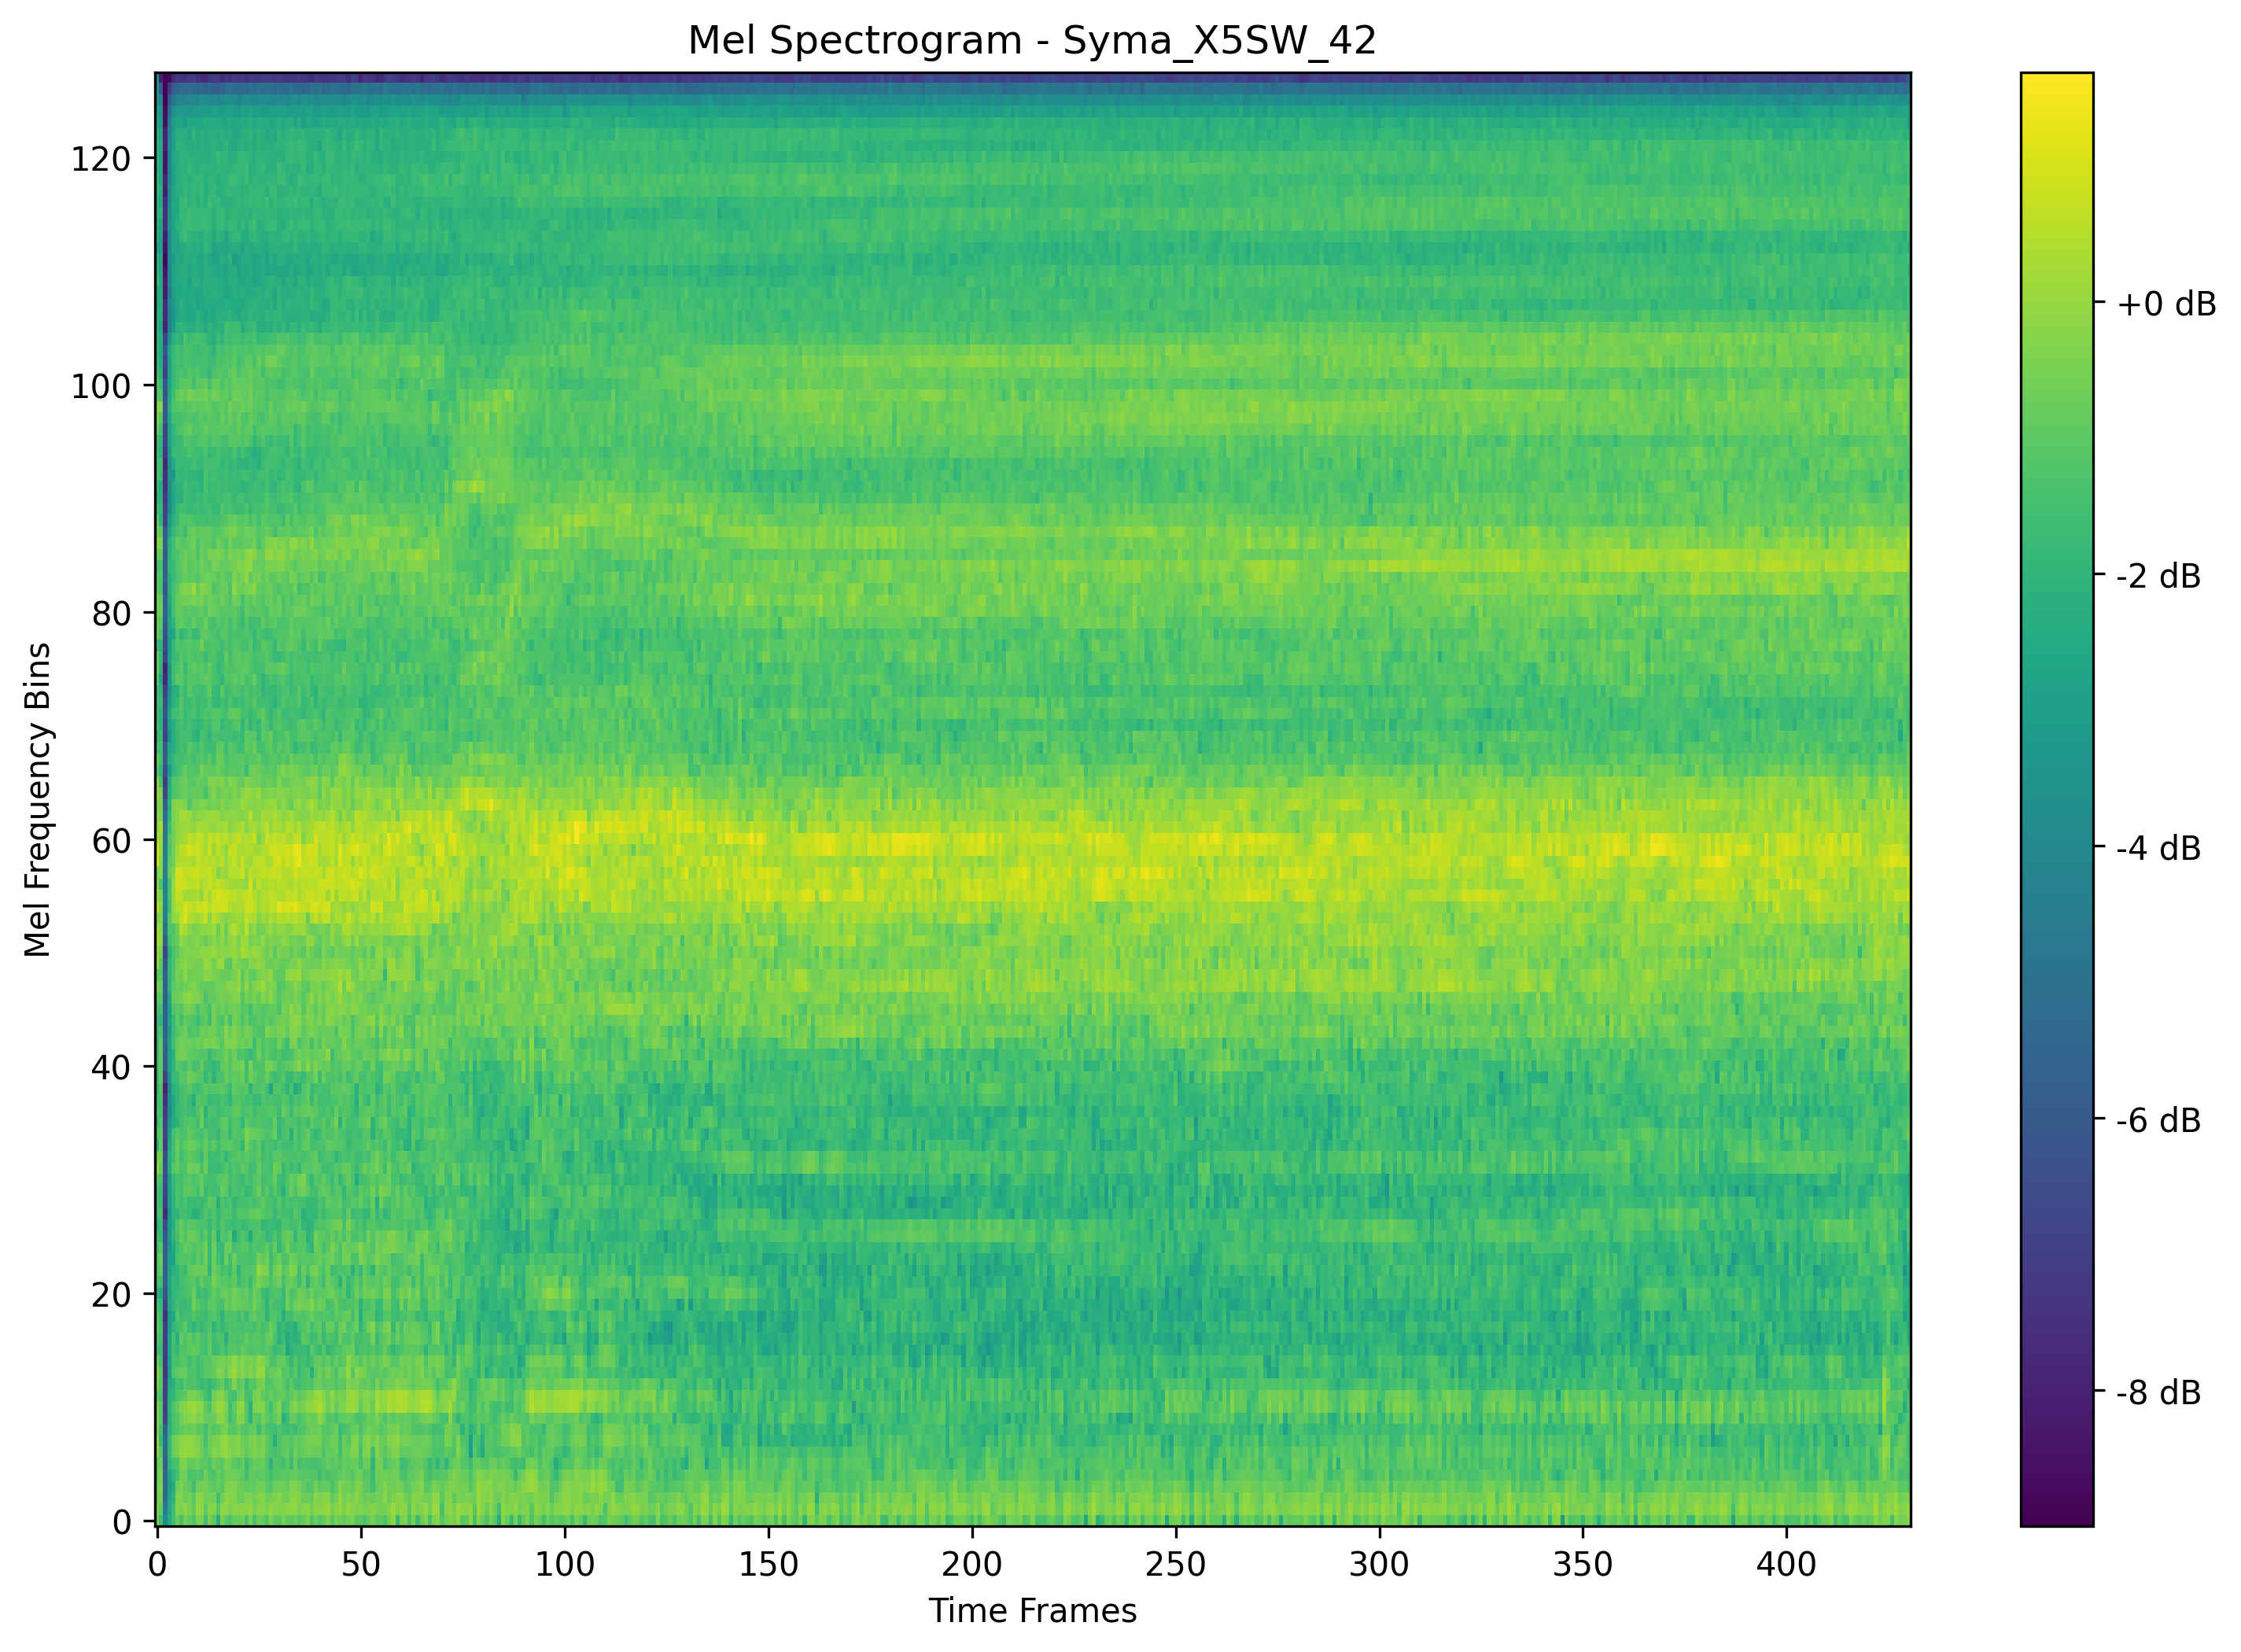 Mel Spectrogram - Syma_X5SW_42
Mel Frequency Bins
120
100
80
60
40
20
0
0 50 100 150 200 250 300 350 400
Time Frames
+0 dB
-2 dB
-4 dB
-6 dB
-8 dB